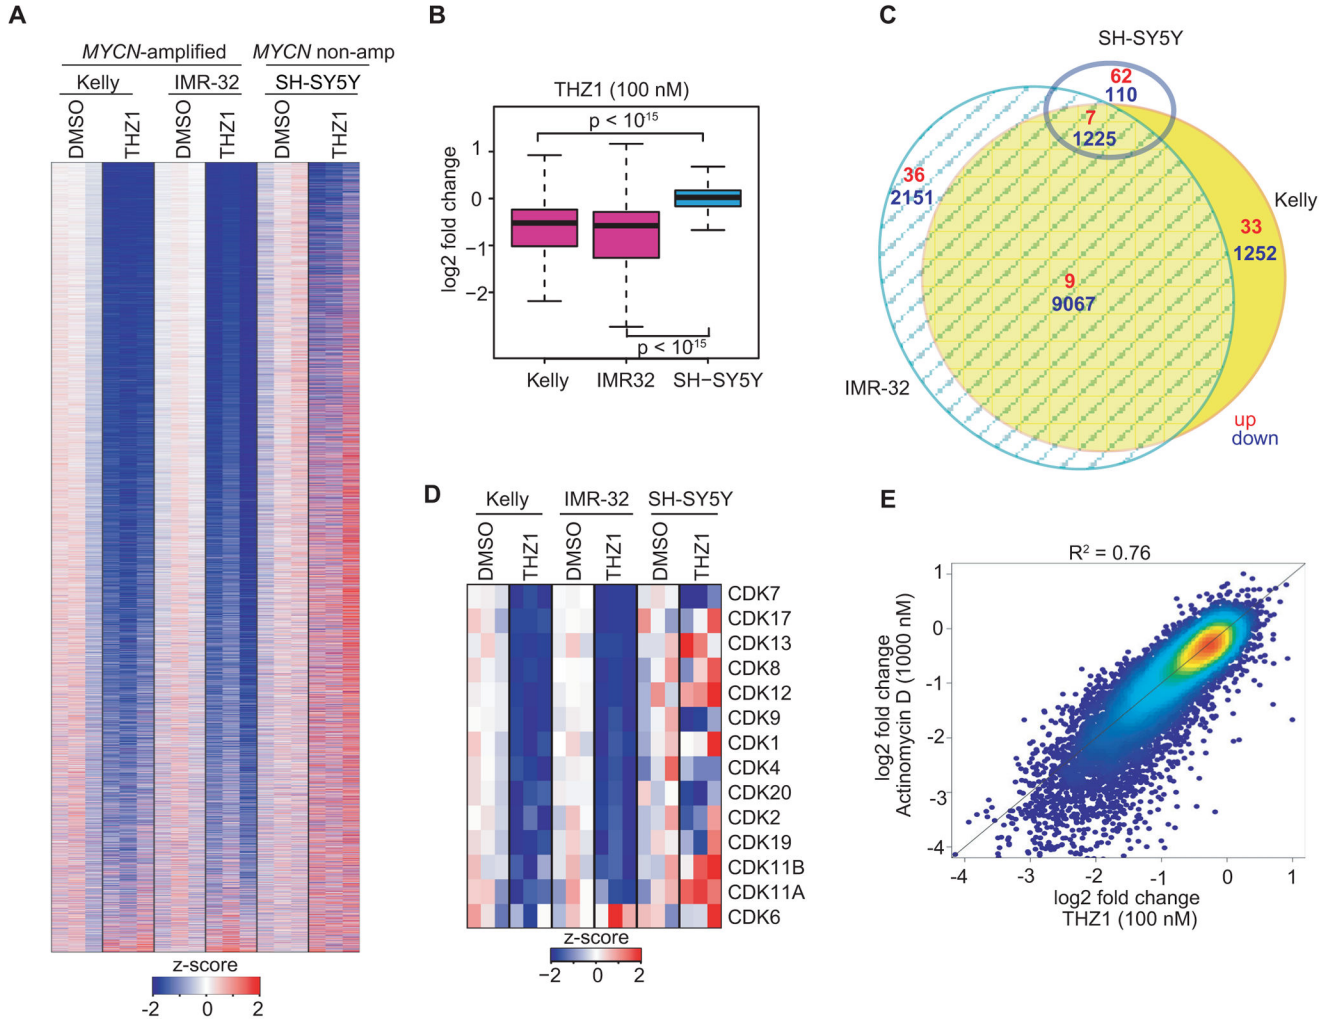 A
MYCN-amplified
MYCN non-amp
Kelly
IMR-32
SH-SY5Y
DMSO
THZ1
DMSO
THZ1
DMSO
THZ1
z-score
-2
0
2
B
THZ1 (100 nM)
p < 10-15
log2 fold change
1
0
−1
−2
p < 10-15
Kelly
IMR32
SH−SY5Y
C
SH-SY5Y
62
110
7
1225
36
2151
Kelly
33
1252
9
9067
IMR-32
up
down
D
Kelly
IMR-32
SH-SY5Y
DMSO
THZ1
DMSO
THZ1
DMSO
THZ1
CDK7
CDK17
CDK13
CDK8
CDK12
CDK9
CDK1
CDK4
CDK20
CDK2
CDK19
CDK11B
CDK11A
CDK6
z-score
−2
0
2
E
R2 = 0.76
log2 fold change
Actinomycin D (1000 nM)
1
0
-1
-2
-3
-4
-4
-3
-2
-1
0
1
log2 fold change
THZ1 (100 nM)